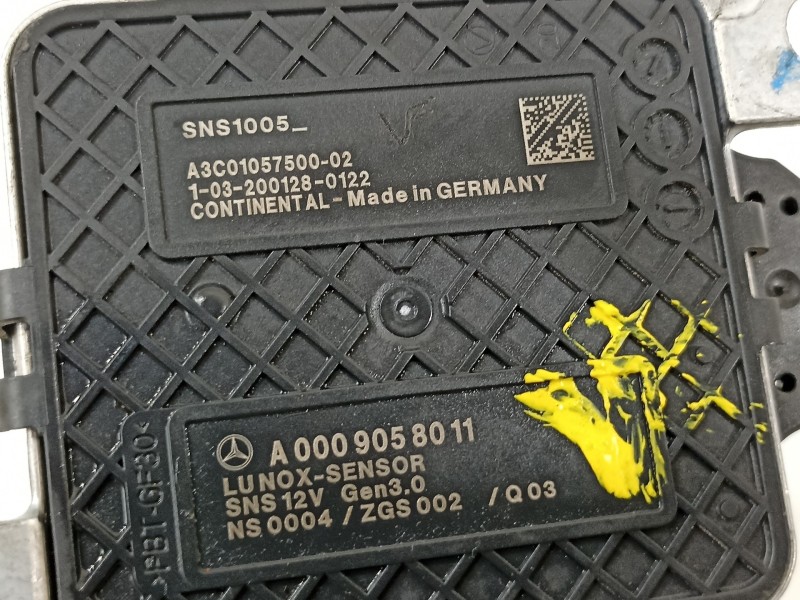 SNS1005_
A3C01057500-02
1-03-200128-0122
CONTINENTAL - Made in GERMANY
A 000 905 80 11
LU NOX-SENSOR
SNS 12V Gen3.0
NS 0004 / ZGS 002 / Q 03
>PBT-GF30<